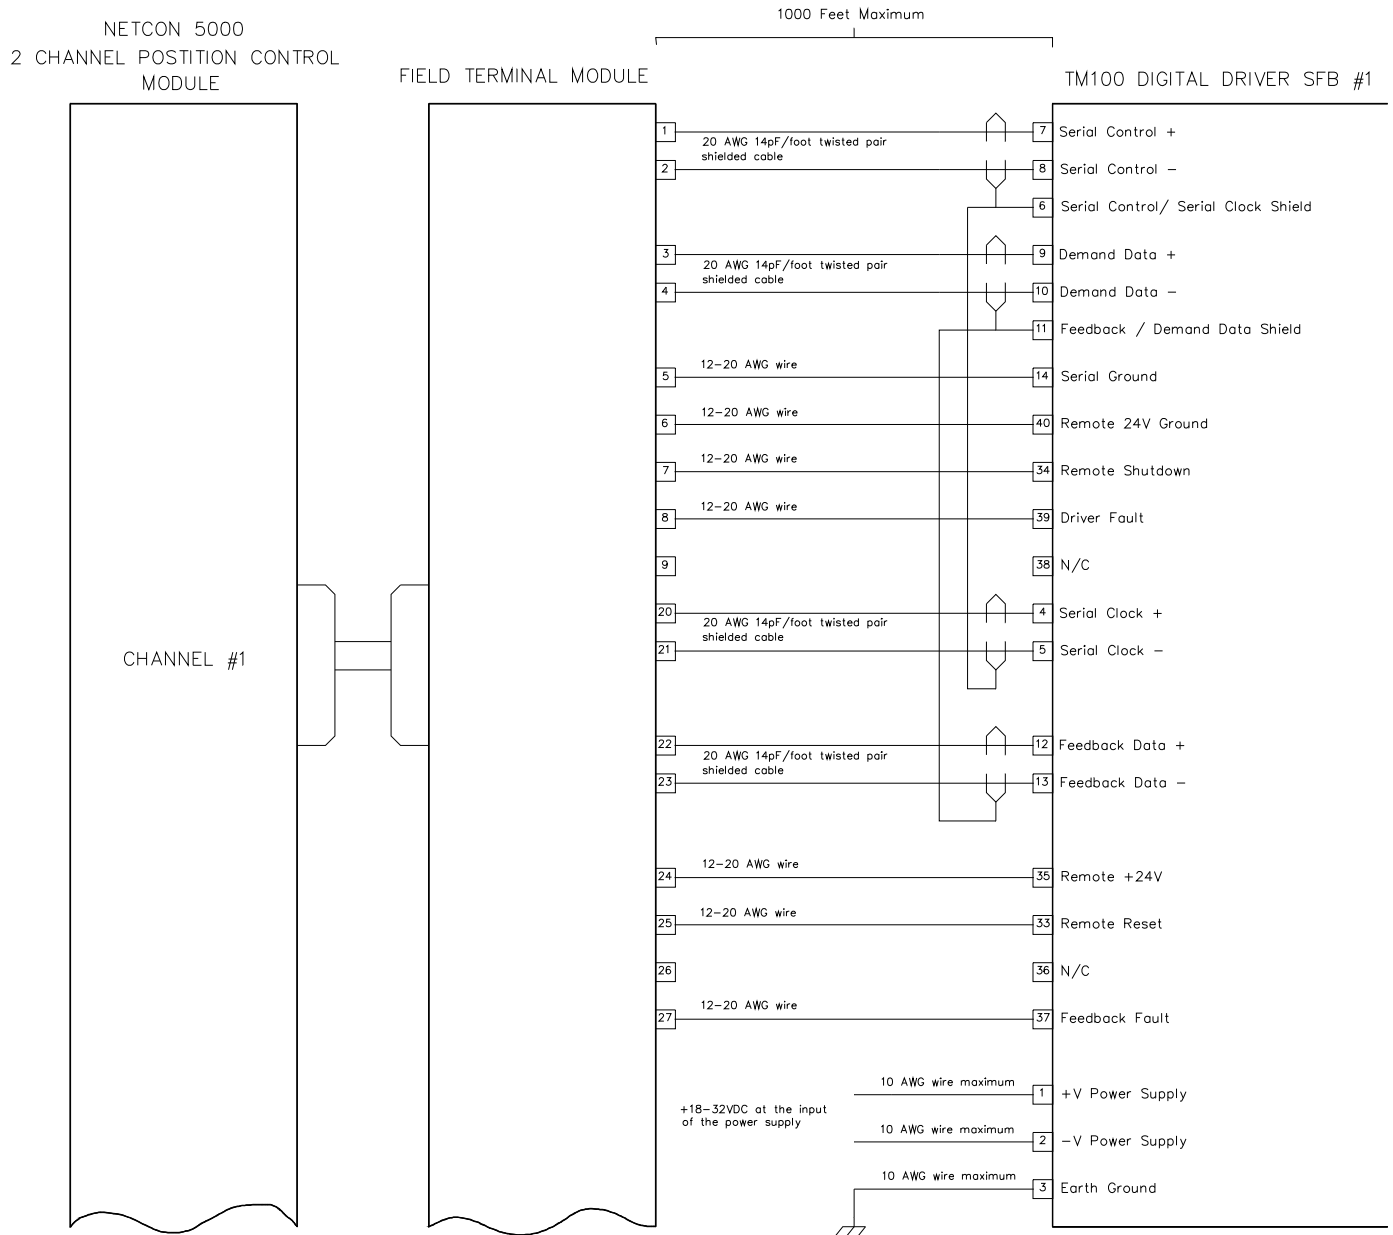 1000 Feet Maximum
NETCON 5000
2 CHANNEL POSTITION CONTROL
MODULE
FIELD TERMINAL MODULE
TM100 DIGITAL DRIVER SFB #1
1 7 Serial Control +
20 AWG 14pF/foot twisted pair
shielded cable
2 8 Serial Control -
6 Serial Control/ Serial Clock Shield
3 9 Demand Data +
20 AWG 14pF/foot twisted pair
shielded cable
4 10 Demand Data -
11 Feedback / Demand Data Shield
12-20 AWG wire
5 14 Serial Ground
12-20 AWG wire
6 40 Remote 24V Ground
12-20 AWG wire
7 34 Remote Shutdown
12-20 AWG wire
8 39 Driver Fault
9 38 N/C
20 4 Serial Clock +
20 AWG 14pF/foot twisted pair
shielded cable
21 5 Serial Clock -
CHANNEL #1
22 12 Feedback Data +
20 AWG 14pF/foot twisted pair
shielded cable
23 13 Feedback Data -
12-20 AWG wire
24 35 Remote +24V
12-20 AWG wire
25 33 Remote Reset
26 36 N/C
12-20 AWG wire
27 37 Feedback Fault
10 AWG wire maximum
1 +V Power Supply
+18-32VDC at the input
of the power supply
10 AWG wire maximum
2 -V Power Supply
10 AWG wire maximum
3 Earth Ground